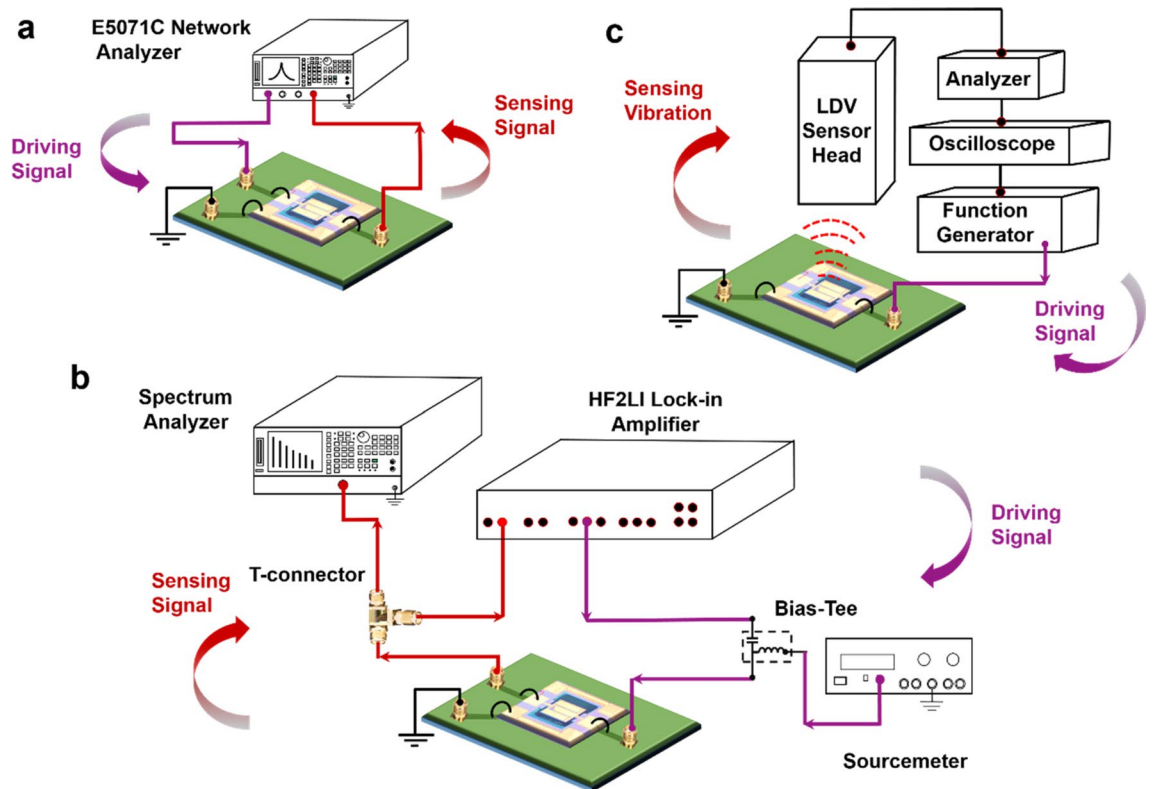 a
E5071C Network
Analyzer
Driving
Signal
Sensing
Signal
c
Sensing
Vibration
LDV
Sensor
Head
Analyzer
Oscilloscope
Function
Generator
Driving
Signal
b
Spectrum
Analyzer
HF2LI Lock-in
Amplifier
Driving
Signal
T-connector
Sensing
Signal
Bias-Tee
Sourcemeter